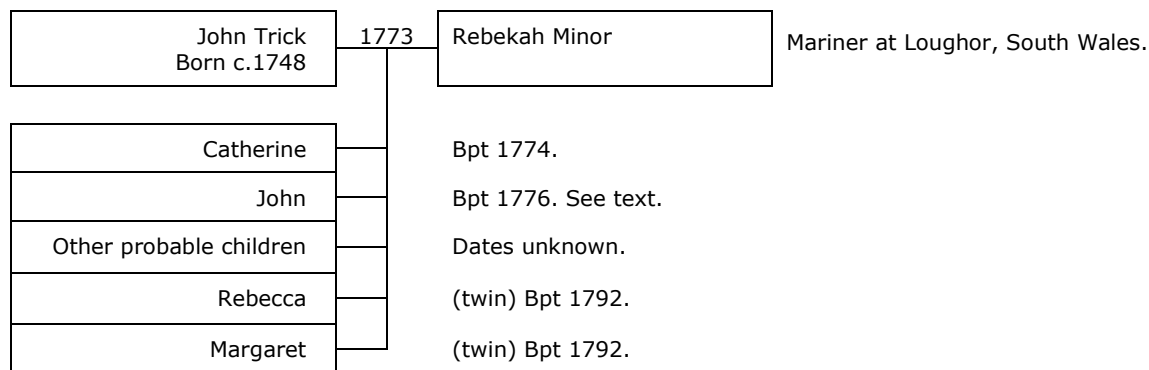 John Trick 1773 Rebekah Minor Mariner at Loughor, South Wales.
Born c.1748
Catherine Bpt 1774.
John Bpt 1776. See text.
Other probable children Dates unknown.
Rebecca (twin) Bpt 1792.
Margaret (twin) Bpt 1792.